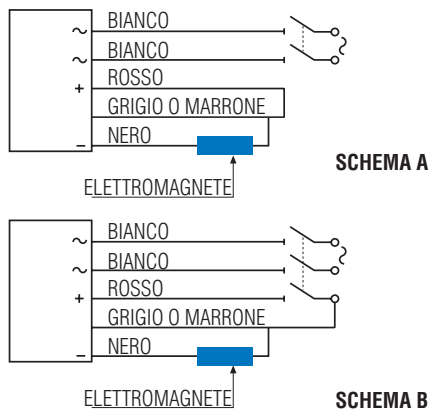 ~ BIANCO
~ BIANCO
+ ROSSO
GRIGIO O MARRONE
– NERO
~
ELETTROMAGNETE
SCHEMA A
~ BIANCO
~ BIANCO
+ ROSSO
GRIGIO O MARRONE
– NERO
~
ELETTROMAGNETE
SCHEMA B